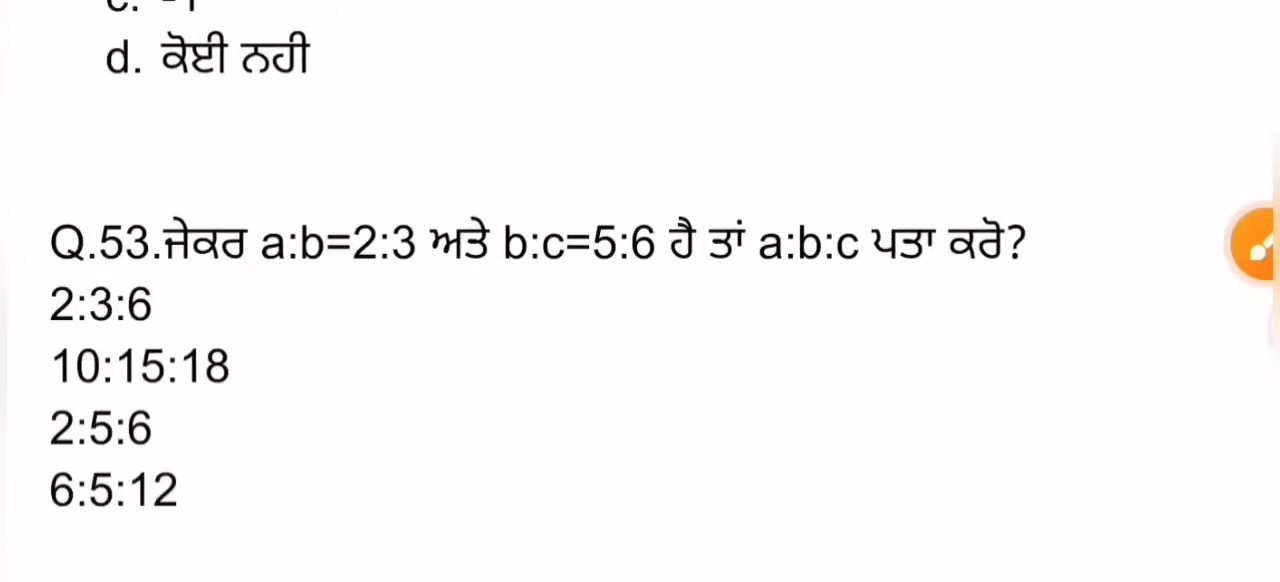 d. ਕੋਈ ਨਹੀ
Q.53.ਜੇਕਰ a:b=2:3 ਅਤੇ b:c=5:6 ਹੈ ਤਾਂ a:b:c ਪਤਾ ਕਰੋ?
2:3:6
10:15:18
2:5:6
6:5:12